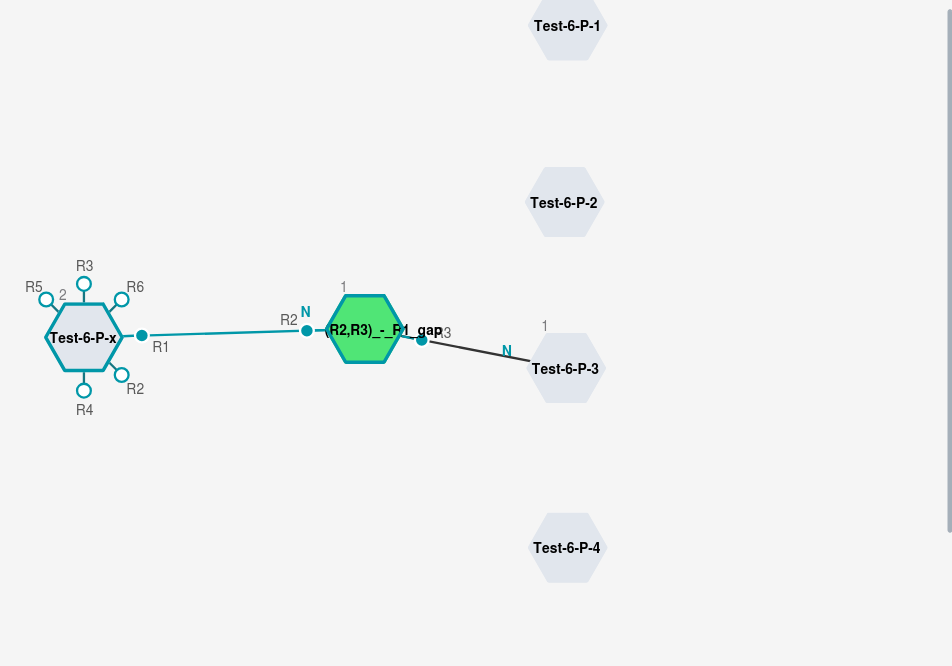 Test-6-P-1
Test-6-P-2
R3
R5
2
R6
Test-6-P-x
R1
R2
R4
N
R2
1
(R2,R3)_-_R1_gap
R3
N
1
Test-6-P-3
Test-6-P-4